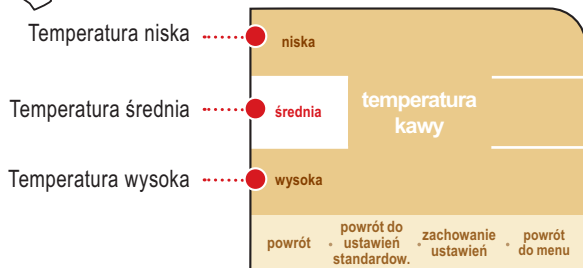 Temperatura niska
niska
Temperatura średnia
średnia
temperatura
kawy
Temperatura wysoka
wysoka
powrót
powrót do
ustawień
standardow.
zachowanie
ustawień
powrót
do menu